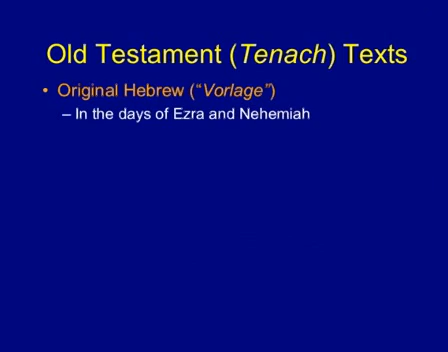 Old Testament (Tenach) Texts
• Original Hebrew (“Vorlage”)
– In the days of Ezra and Nehemiah